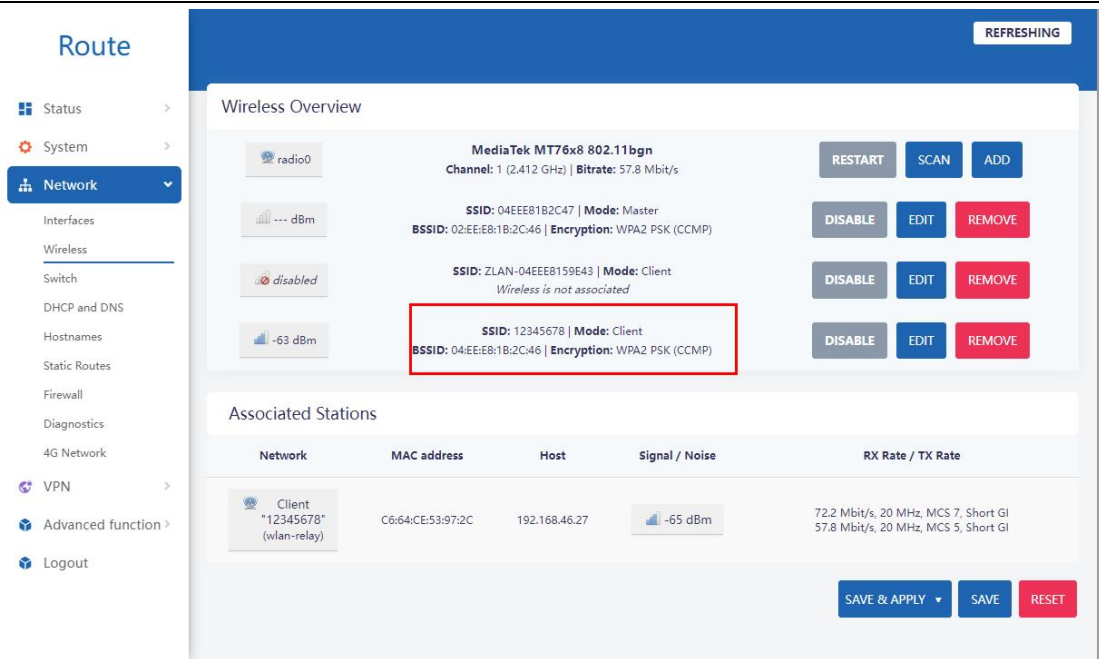 Route
REFRESHING
Status
System
Network
Interfaces
Wireless
Switch
DHCP and DNS
Hostnames
Static Routes
Firewall
Diagnostics
4G Network
VPN
Advanced function
Logout
Wireless Overview
radio0
MediaTek MT76x8 802.11bgn
Channel: 1 (2.412 GHz) | Bitrate: 57.8 Mbit/s
RESTART SCAN ADD
--- dBm
SSID: 04EEE81B2C47 | Mode: Master
BSSID: 02:EE:E8:1B:2C:46 | Encryption: WPA2 PSK (CCMP)
DISABLE EDIT REMOVE
disabled
SSID: ZLAN-04EEE8159E43 | Mode: Client
Wireless is not associated
DISABLE EDIT REMOVE
-63 dBm
SSID: 12345678 | Mode: Client
BSSID: 04:EE:E8:1B:2C:46 | Encryption: WPA2 PSK (CCMP)
DISABLE EDIT REMOVE
Associated Stations
Network MAC address Host Signal / Noise RX Rate / TX Rate
Client
"12345678"
(wlan-relay)
C6:64:CE:53:97:2C
192.168.46.27
-65 dBm
72.2 Mbit/s, 20 MHz, MCS 7, Short GI
57.8 Mbit/s, 20 MHz, MCS 5, Short GI
SAVE & APPLY SAVE RESET